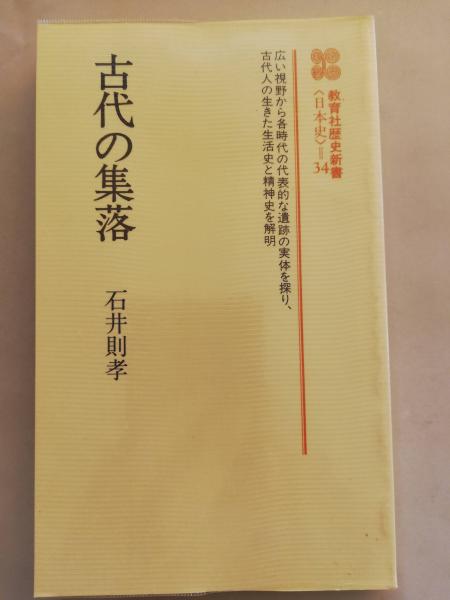 教育社歴史新書
〈日本史〉=34
広い視野から各時代の代表的な遺跡の実体を探り、
古代人の生きた生活史と精神史を解明
古代の集落
石井則孝